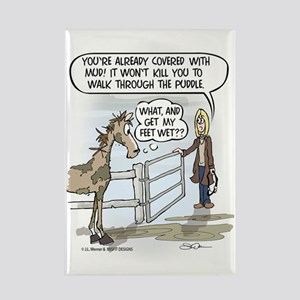 YOU'RE ALREADY COVERED WITH
MUD! IT WON'T KILL YOU TO
WALK THROUGH THE PUDDLE.
WHAT, AND
GET MY
FEET WET??